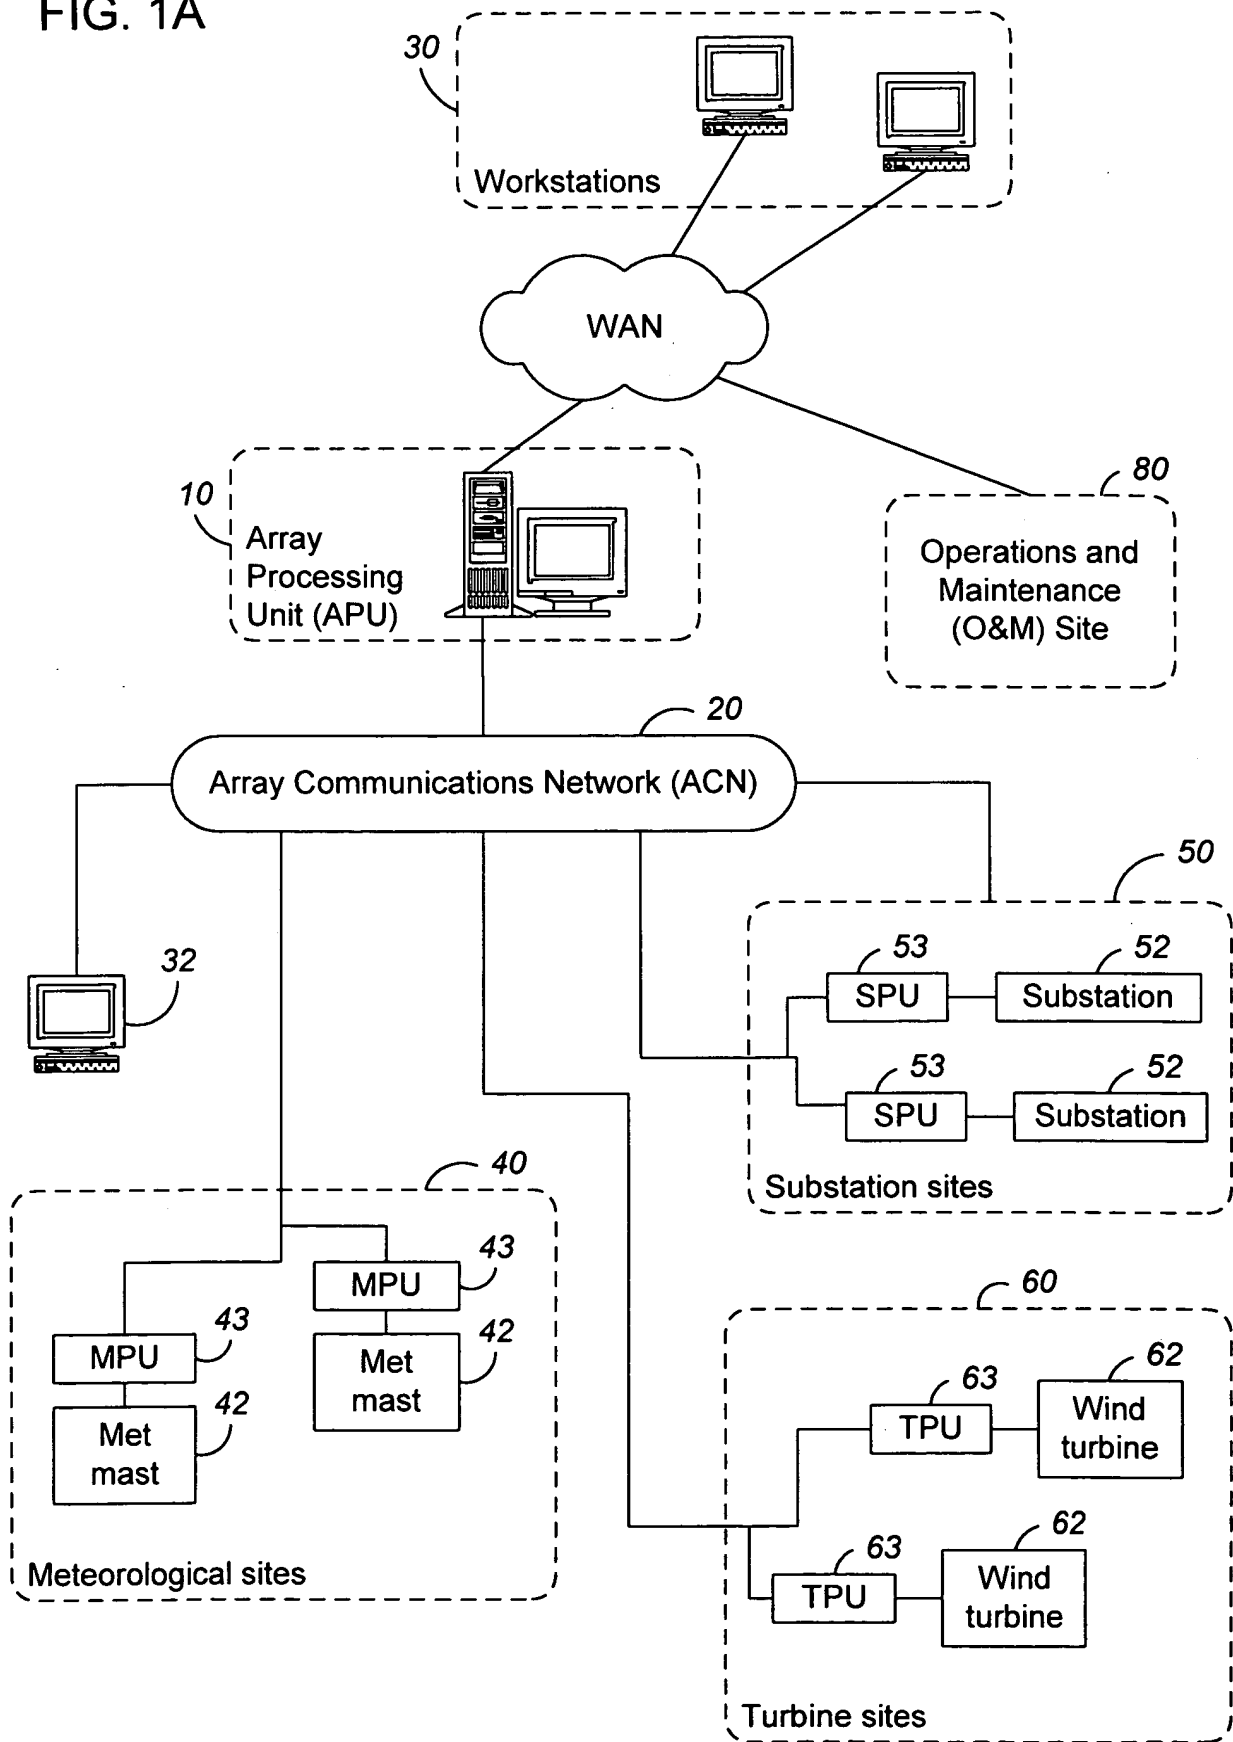 FIG. 1A
30
Workstations
WAN
10
Array
Processing
Unit (APU)
80
Operations and
Maintenance
(O&M) Site
20
Array Communications Network (ACN)
32
50
53
52
SPU
Substation
53
52
SPU
Substation
Substation sites
40
43
MPU
43
MPU
42
Met
mast
42
Met
mast
Meteorological sites
60
62
63
Wind
turbine
TPU
62
63
Wind
turbine
TPU
Turbine sites